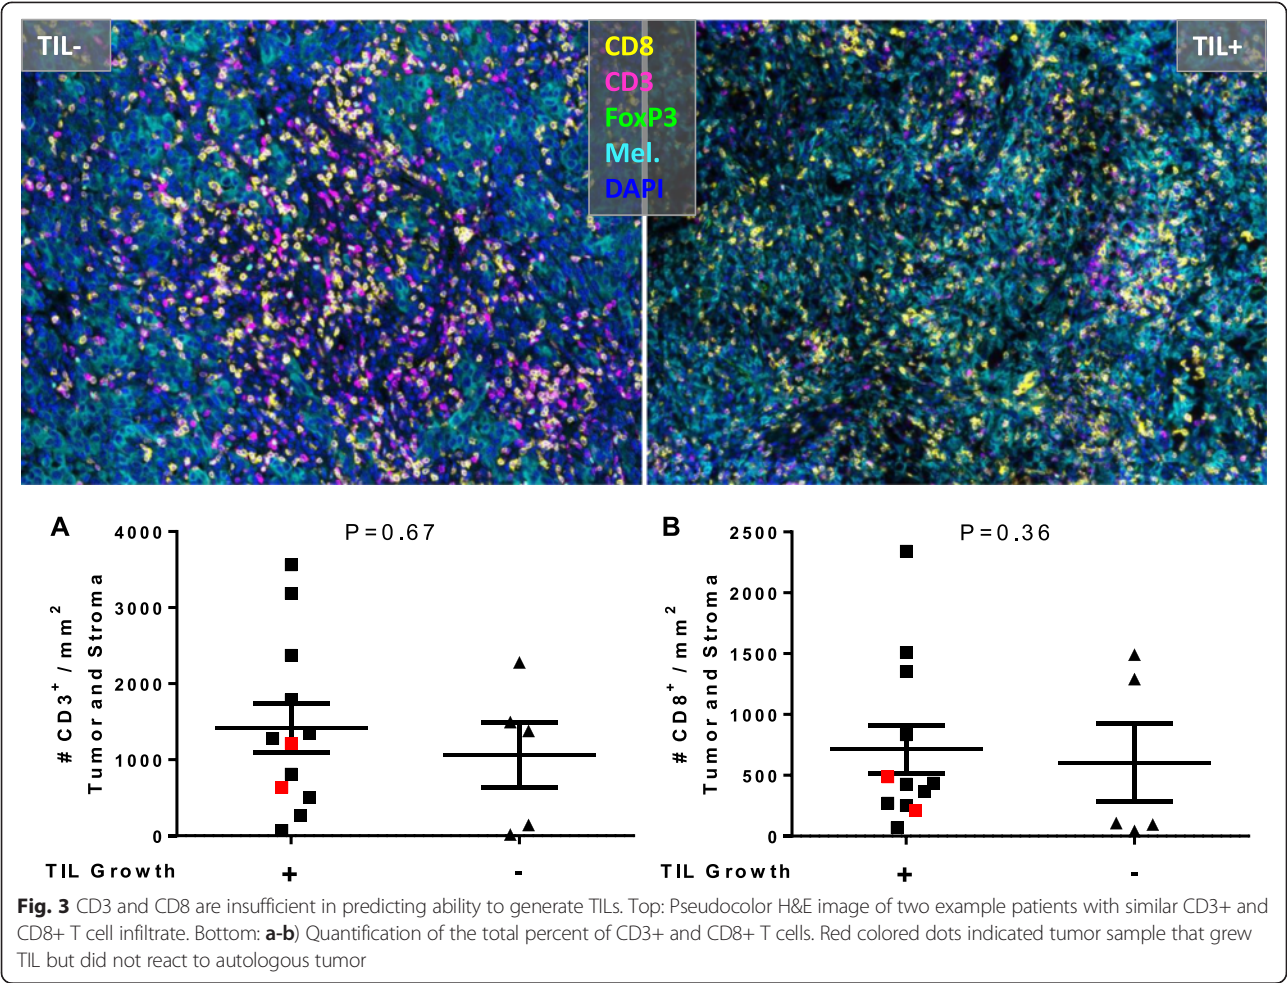 TIL-
CD8
CD3
FoxP3
Mel.
DAPI
TIL+
A
P=0.67
# CD3+ / mm2
Tumor and Stroma
4000
3000
2000
1000
0
TIL Growth
+
-
B
P=0.36
# CD8+ / mm2
Tumor and Stroma
2500
2000
1500
1000
500
0
TIL Growth
+
-
Fig. 3 CD3 and CD8 are insufficient in predicting ability to generate TILs. Top: Pseudocolor H&E image of two example patients with similar CD3+ and
CD8+ T cell infiltrate. Bottom: a-b) Quantification of the total percent of CD3+ and CD8+ T cells. Red colored dots indicated tumor sample that grew
TIL but did not react to autologous tumor